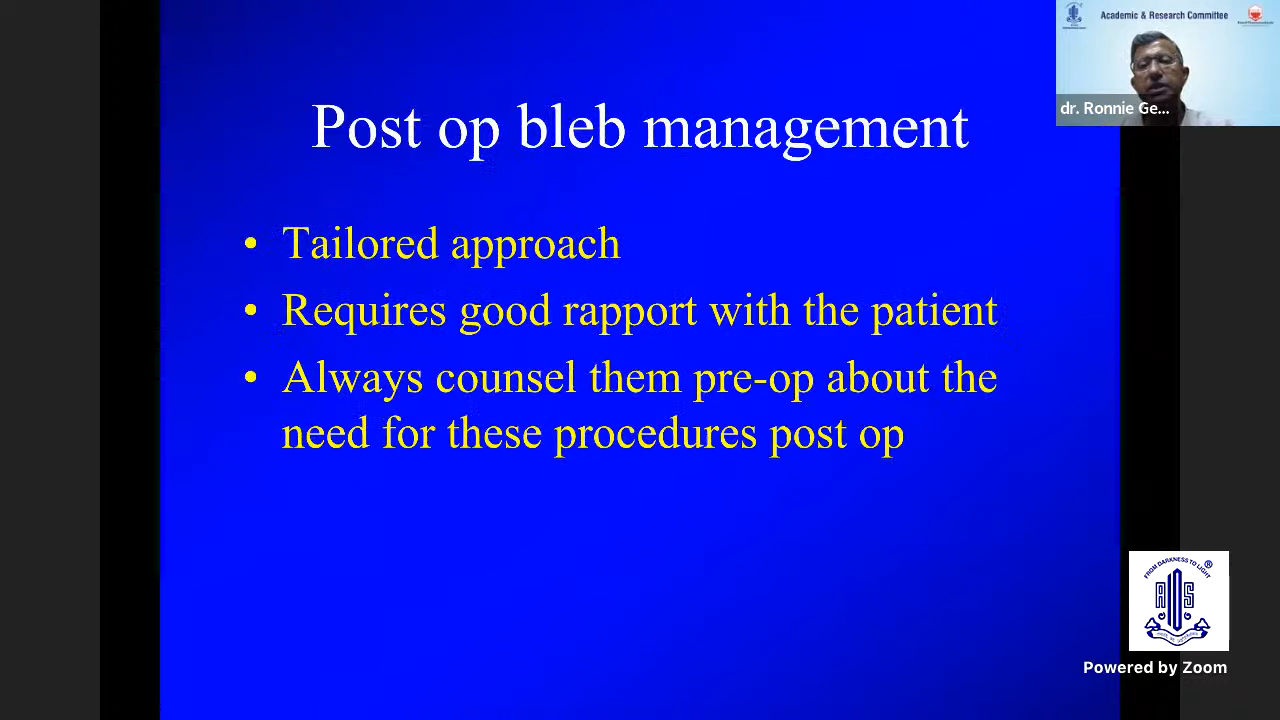 Academic & Research Committee
dr. Ronnie Ge...
Post op bleb management
• Tailored approach
• Requires good rapport with the patient
• Always counsel them pre-op about the
need for these procedures post op
FROM DARKNESS TO LIGHT
®
AIOS
Powered by Zoom